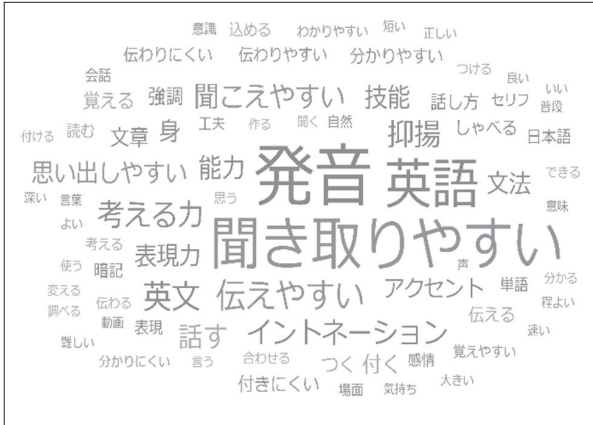 意識 込める わかりやすい 短い 正しい
伝わりにくい 伝わりやすい 分かりやすい
会話 つける 良い
覚える 強調 聞こえやすい 技能 話し方 セリフ いい
普段
付ける 読む 文章 身 工夫 作る 聞く 自然 抑揚 しゃべる 日本語
思い出しやすい 能力 発音 英語 文法 できる
深い 言葉 思う 意味
よい 考える力 聞き取りやすい
考える 表現力 声
使う 暗記 英文 伝えやすい アクセント 単語 分かる
変える 伝わる 伝える 程よい
調べる 動画 表現 話す イントネーション 速い
難しい 覚えやすい
分かりにくい 言う 合わせる つく 付く 感情
付きにくい 場面 気持ち 大きい